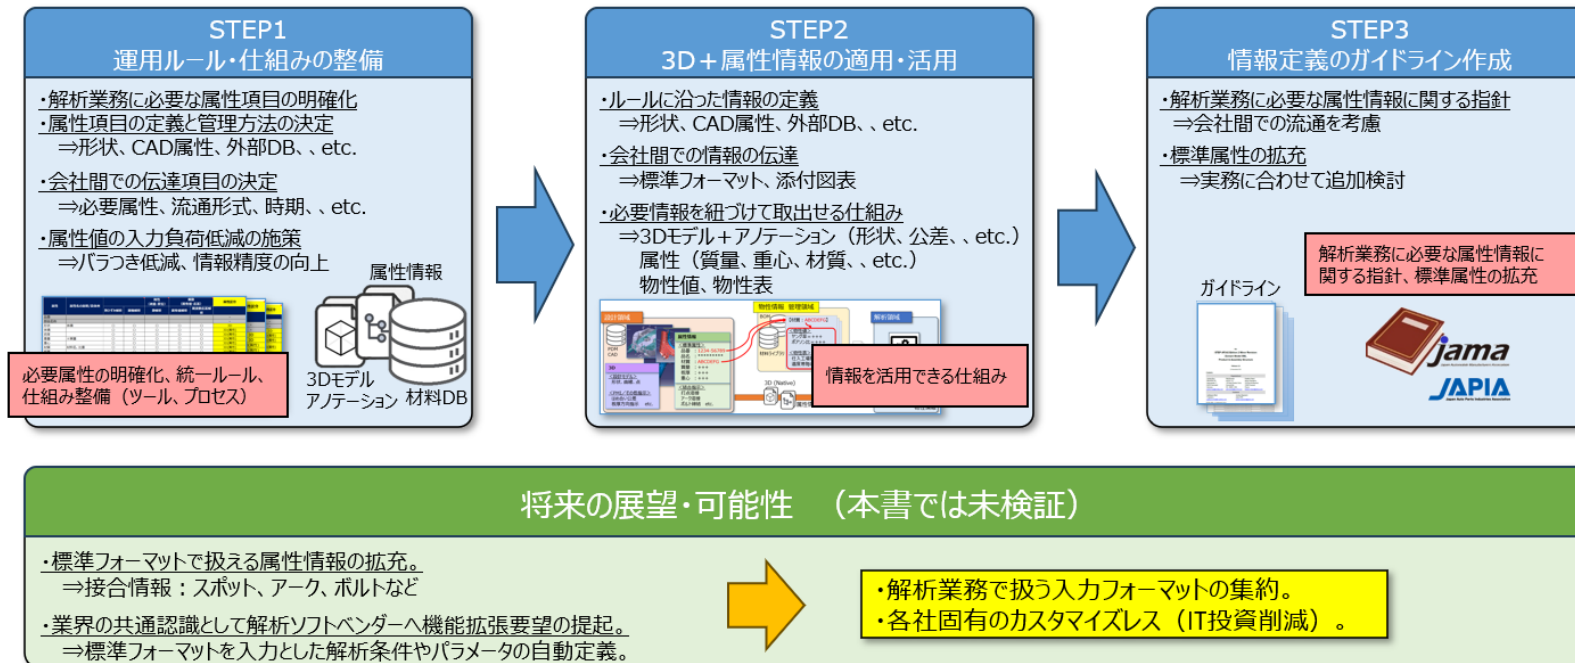 STEP1
運用ルール・仕組みの整備
・解析業務に必要な属性項目の明確化
・属性項目の定義と管理方法の決定
⇒形状、CAD属性、外部DB、、etc.
・会社間での伝達項目の決定
⇒必要属性、流通形式、時期、、etc.
・属性値の入力負荷低減の施策
⇒バラつき低減、情報精度の向上
属性情報
必要属性の明確化、統一ルール、
仕組み整備（ツール、プロセス）
3Dモデル
アノテーション
材料DB
STEP2
3D＋属性情報の適用・活用
・ルールに沿った情報の定義
⇒形状、CAD属性、外部DB、、etc.
・会社間での情報の伝達
⇒標準フォーマット、添付図表
・必要情報を紐づけて取出せる仕組み
⇒3Dモデル＋アノテーション（形状、公差、、etc.）
属性（質量、重心、材質、、etc.）
物性値、物性表
物性情報 管理領域
属性情報
3D
3D (Native)
情報を活用できる仕組み
STEP3
情報定義のガイドライン作成
・解析業務に必要な属性情報に関する指針
⇒会社間での流通を考慮
・標準属性の拡充
⇒実務に合わせて追加検討
解析業務に必要な属性情報に
関する指針、標準属性の拡充
ガイドライン
jama
JAPIA
将来の展望・可能性　（本書では未検証）
・標準フォーマットで扱える属性情報の拡充。
⇒接合情報：スポット、アーク、ボルトなど
・業界の共通認識として解析ソフトベンダーへ機能拡張要望の提起。
⇒標準フォーマットを入力とした解析条件やパラメータの自動定義。
・解析業務で扱う入力フォーマットの集約。
・各社固有のカスタマイズレス（IT投資削減）。